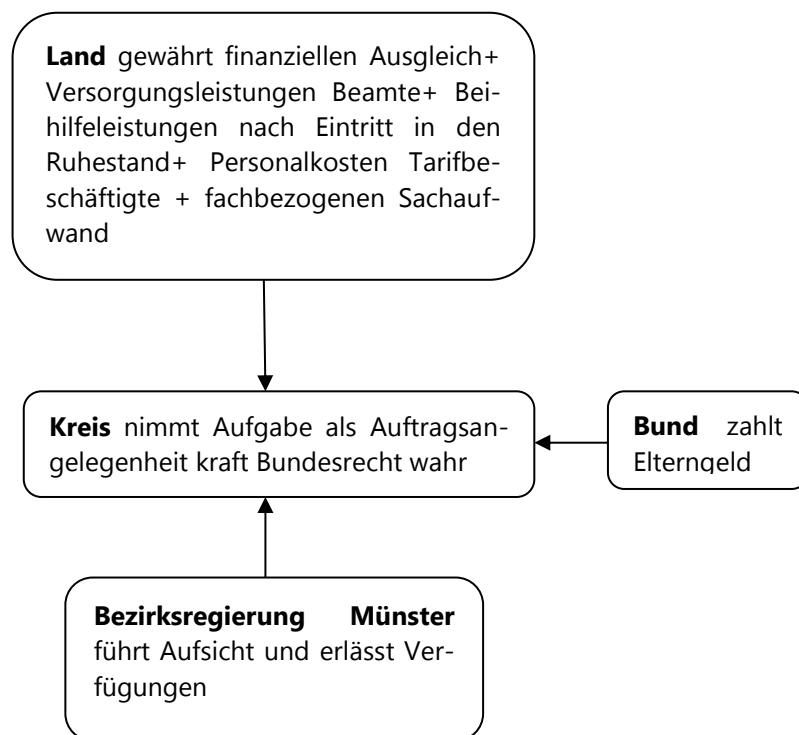 Land gewährt finanziellen Ausgleich+
Versorgungsleistungen Beamte+ Bei-
hilfeleistungen nach Eintritt in den
Ruhestand+ Personalkosten Tarifbe-
schäftigte + fachbezogenen Sachauf-
wand
Kreis nimmt Aufgabe als Auftragsan-
gelegenheit kraft Bundesrecht wahr
Bund zahlt
Elterngeld
Bezirksregierung Münster
führt Aufsicht und erlässt Ver-
fügungen